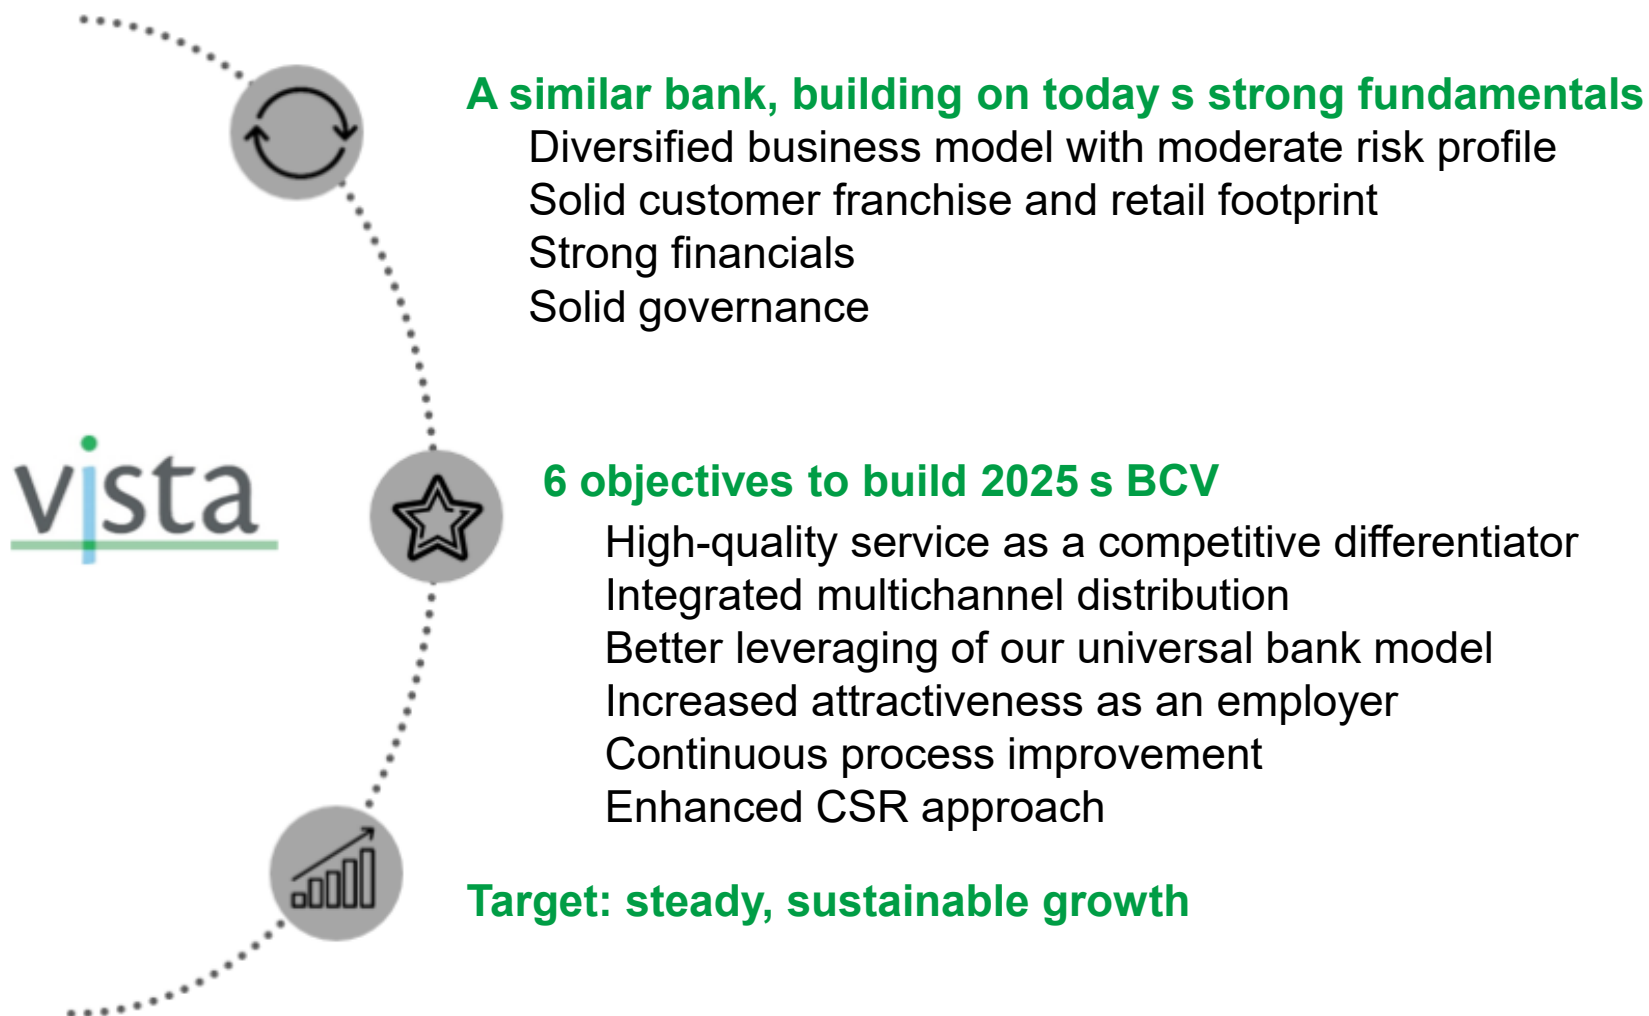 A similar bank, building on today s strong fundamentals
Diversified business model with moderate risk profile
Solid customer franchise and retail footprint
Strong financials
Solid governance
vista
6 objectives to build 2025 s BCV
High-quality service as a competitive differentiator
Integrated multichannel distribution
Better leveraging of our universal bank model
Increased attractiveness as an employer
Continuous process improvement
Enhanced CSR approach
Target: steady, sustainable growth